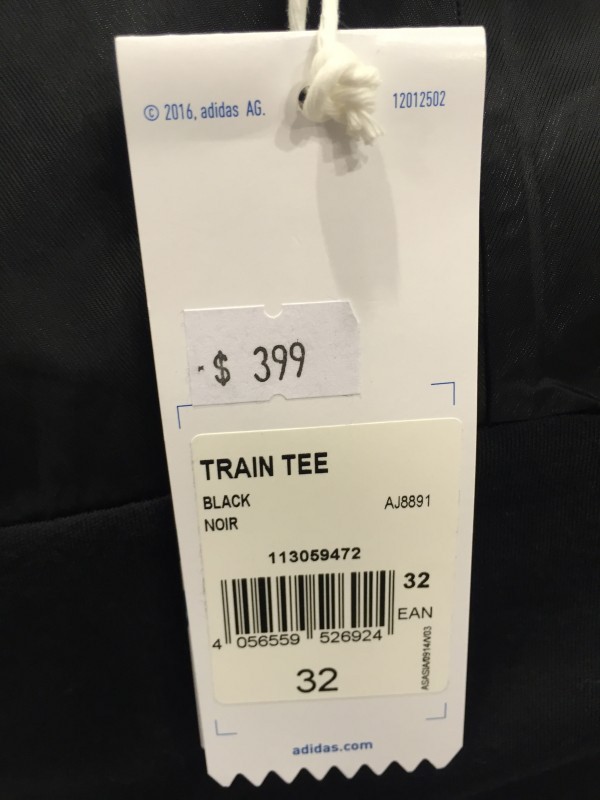 © 2016, adidas AG.
12012502
$ 399
TRAIN TEE
BLACK
AJ8891
NOIR
113059472
32
EAN
4 056559 526924
32
adidas.com